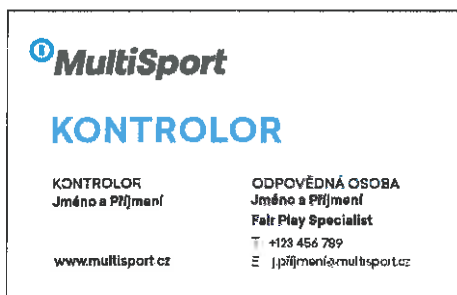 MultiSport
KONTROLOR
KONTROLOR
Jméno a Příjmení
ODPOVĚDNÁ OSOBA
Jméno a Příjmení
Fair Play Specialist
T +123 456 789
www.multisport.cz
E j.příjmení@multisport.cz